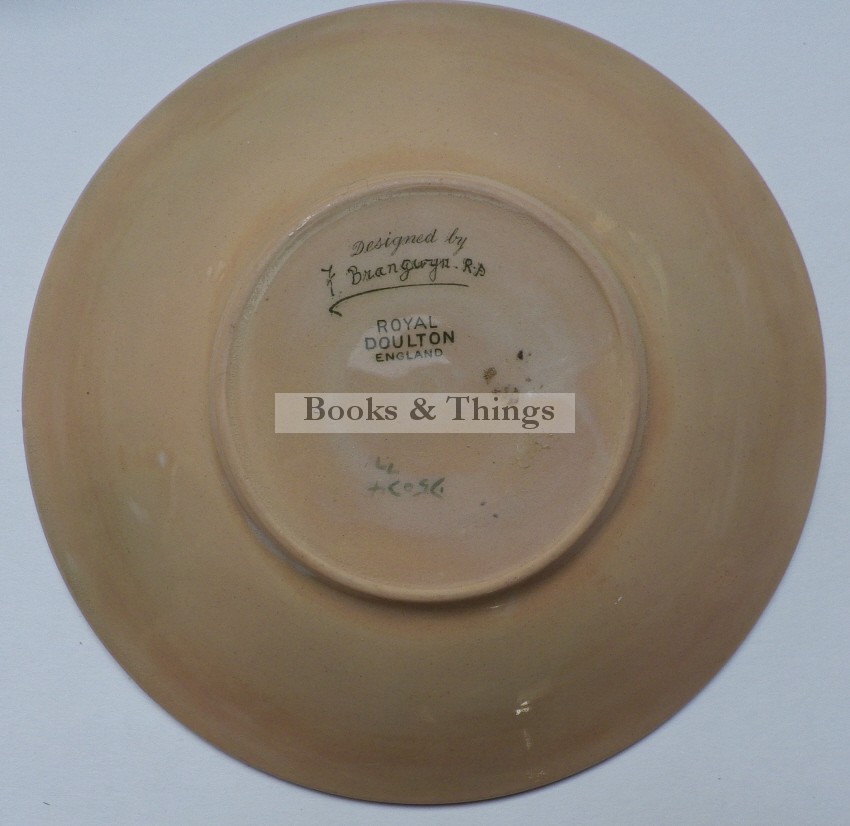 Designed by
F. Brangwyn. R.A
ROYAL
DOULTON
ENGLAND
Books & Things